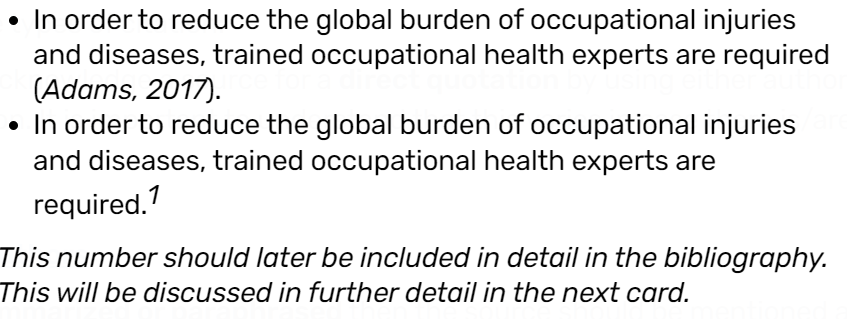 • In order to reduce the global burden of occupational injuries
and diseases, trained occupational health experts are required
(Adams, 2017).
• In order to reduce the global burden of occupational injuries
and diseases, trained occupational health experts are
required.1
This number should later be included in detail in the bibliography.
This will be discussed in further detail in the next card.